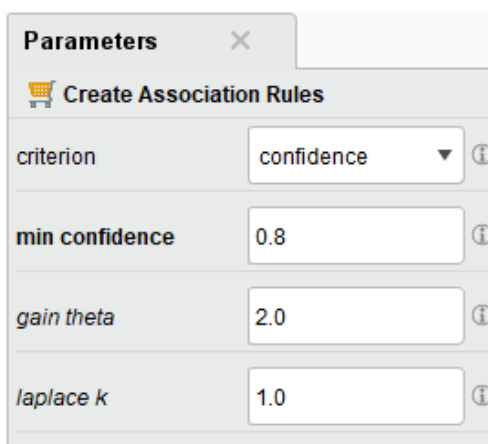 Parameters
Create Association Rules
criterion confidence
min confidence 0.8
gain theta 2.0
laplace k 1.0